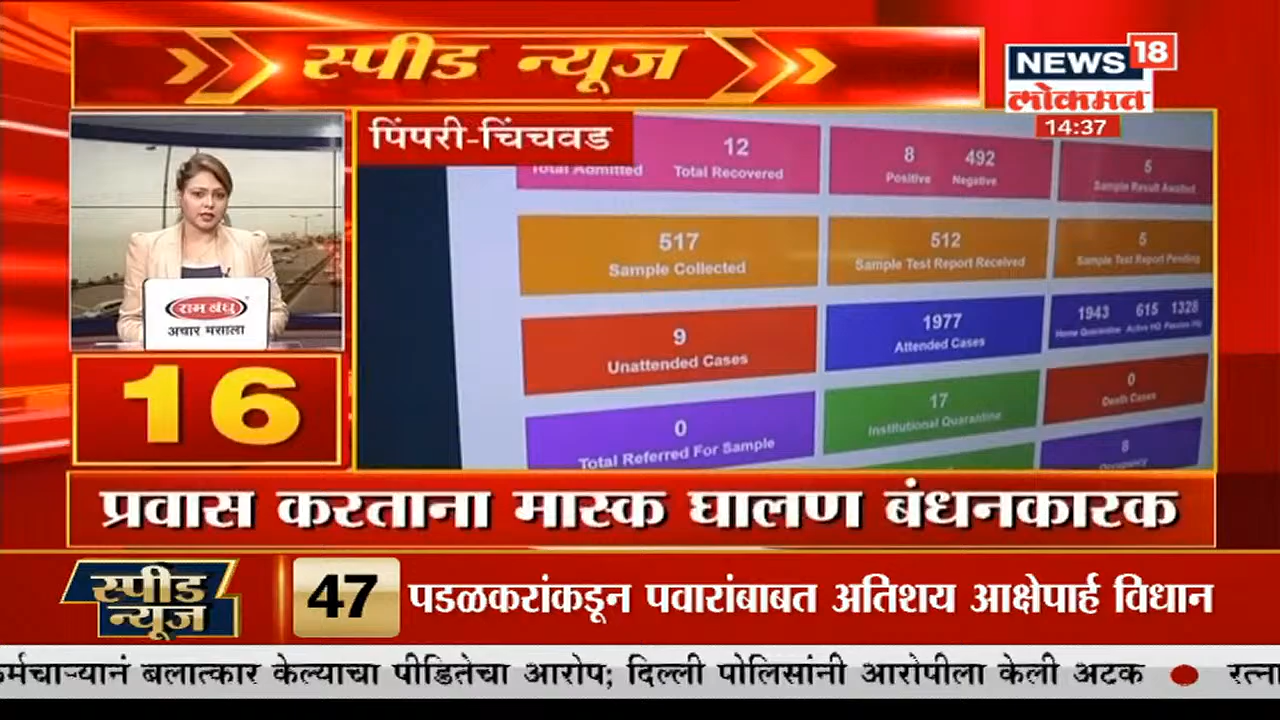 स्पीड न्यूज
NEWS 18
लोकमत
14:37
पिंपरी-चिंचवड
12
Total Admitted Total Recovered
8 492
Positive Negative
5
Sample Result Awaited
517
Sample Collected
512
Sample Test Report Received
5
Sample Test Report Pending
9
Unattended Cases
1977
Attended Cases
1943 615 1328
Home Quarantine Active HQ Passive HQ
0
Total Referred For Sample
17
Institutional Quarantine
0
Death Cases
8
Occupancy
राम बंधु
अचार मसाला
16
प्रवास करताना मास्क घालण बंधनकारक
स्पीड
न्यूज
47
पडळकरांकडून पवारांबाबत अतिशय आक्षेपार्ह विधान
र्मचाऱ्यानं बलात्कार केल्याचा पीडितेचा आरोप; दिल्ली पोलिसांनी आरोपीला केली अटक ● रत्ना